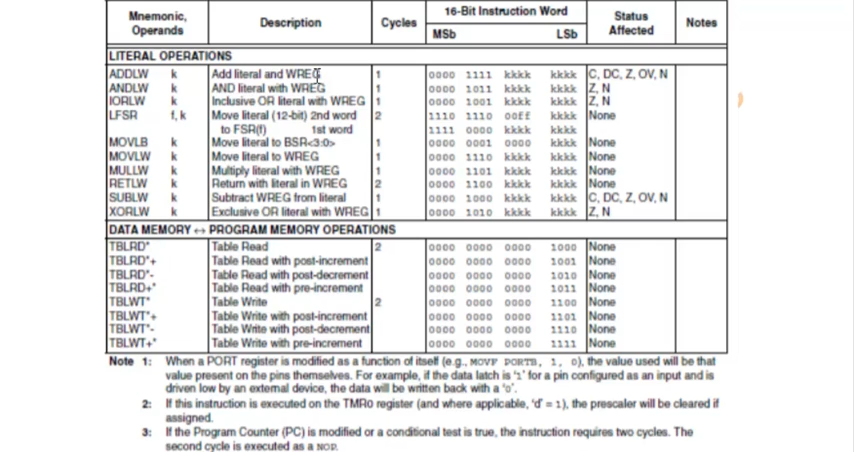 Mnemonic, Operands Description Cycles 16-Bit Instruction Word Status Affected Notes
MSb LSb
LITERAL OPERATIONS
ADDLW k Add literal and WREG 1 0000 1111 kkkk kkkk C, DC, Z, OV, N
ANDLW k AND literal with WREG 1 0000 1011 kkkk kkkk Z, N
IORLW k Inclusive OR literal with WREG 1 0000 1001 kkkk kkkk Z, N
LFSR f, k Move literal (12-bit) 2nd word 2 1110 1110 00ff kkkk None
to FSR(f) 1st word 1111 0000 kkkk kkkk
MOVLB k Move literal to BSR<3:0> 1 0000 0001 0000 kkkk None
MOVLW k Move literal to WREG 1 0000 1110 kkkk kkkk None
MULLW k Multiply literal with WREG 1 0000 1101 kkkk kkkk None
RETLW k Return with literal in WREG 2 0000 1100 kkkk kkkk None
SUBLW k Subtract WREG from literal 1 0000 1000 kkkk kkkk C, DC, Z, OV, N
XORLW k Exclusive OR literal with WREG 1 0000 1010 kkkk kkkk Z, N
DATA MEMORY ↔ PROGRAM MEMORY OPERATIONS
TBLRD* Table Read 2 0000 0000 0000 1000 None
TBLRD*+ Table Read with post-increment 0000 0000 0000 1001 None
TBLRD*- Table Read with post-decrement 0000 0000 0000 1010 None
TBLRD+* Table Read with pre-increment 0000 0000 0000 1011 None
TBLWT* Table Write 2 0000 0000 0000 1100 None
TBLWT*+ Table Write with post-increment 0000 0000 0000 1101 None
TBLWT*- Table Write with post-decrement 0000 0000 0000 1110 None
TBLWT+* Table Write with pre-increment 0000 0000 0000 1111 None
Note 1: When a PORT register is modified as a function of itself (e.g., MOVF PORTB, 1, 0), the value used will be that
value present on the pins themselves. For example, if the data latch is '1' for a pin configured as an input and is
driven low by an external device, the data will be written back with a '0'.
2: If this instruction is executed on the TMR0 register (and where applicable, 'd' = 1), the prescaler will be cleared if
assigned.
3: If the Program Counter (PC) is modified or a conditional test is true, the instruction requires two cycles. The
second cycle is executed as a NOP.